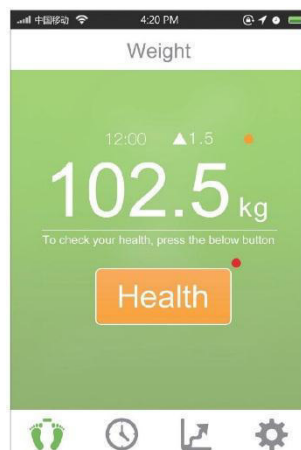 中国移动 4:20 PM
Weight
12:00 ▲1.5
102.5 kg
To check your health, press the below button
Health